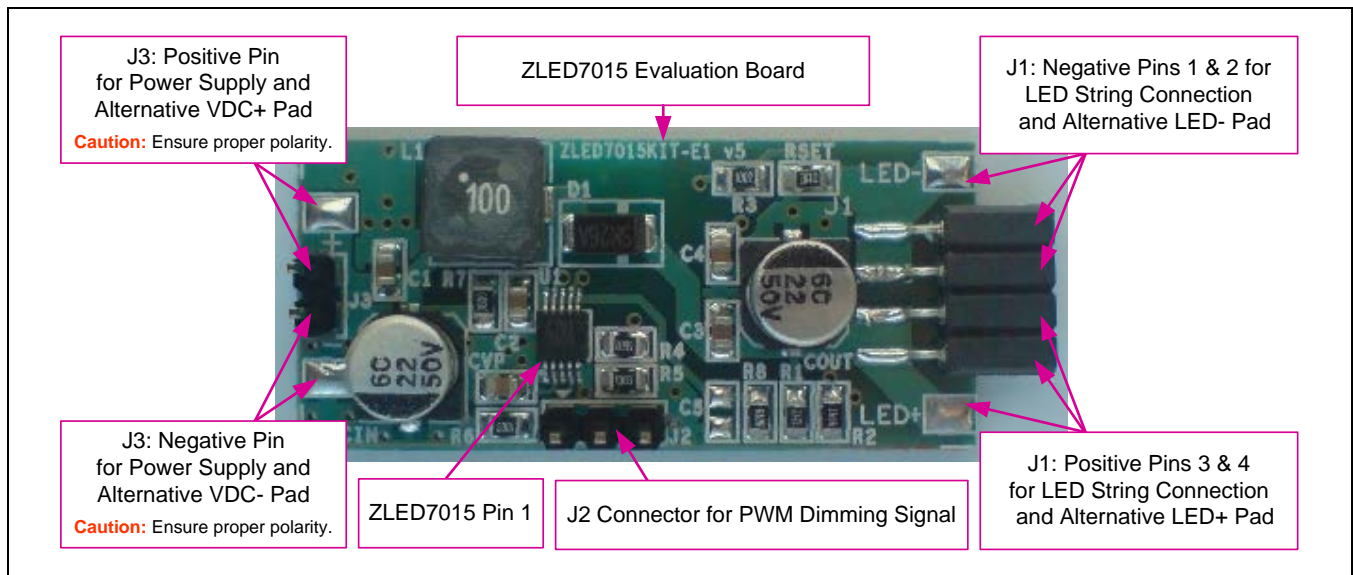 J3: Positive Pin
for Power Supply and
Alternative VDC+ Pad
Caution: Ensure proper polarity.
ZLED7015 Evaluation Board
J1: Negative Pins 1 & 2 for
LED String Connection
and Alternative LED- Pad
L1
ZLED7015KIT-E1 v5
RSET
LED-
100
D1
R3
J1
+
C4
C1
R7
U1
6C
22
50V
J3
C2
C3
R4
CVP
COUT
6C
22
50V
R5
R8
R1
C5
LED+
CIN
R6
J2
R2
J3: Negative Pin
for Power Supply and
Alternative VDC- Pad
Caution: Ensure proper polarity.
ZLED7015 Pin 1
J2 Connector for PWM Dimming Signal
J1: Positive Pins 3 & 4
for LED String Connection
and Alternative LED+ Pad